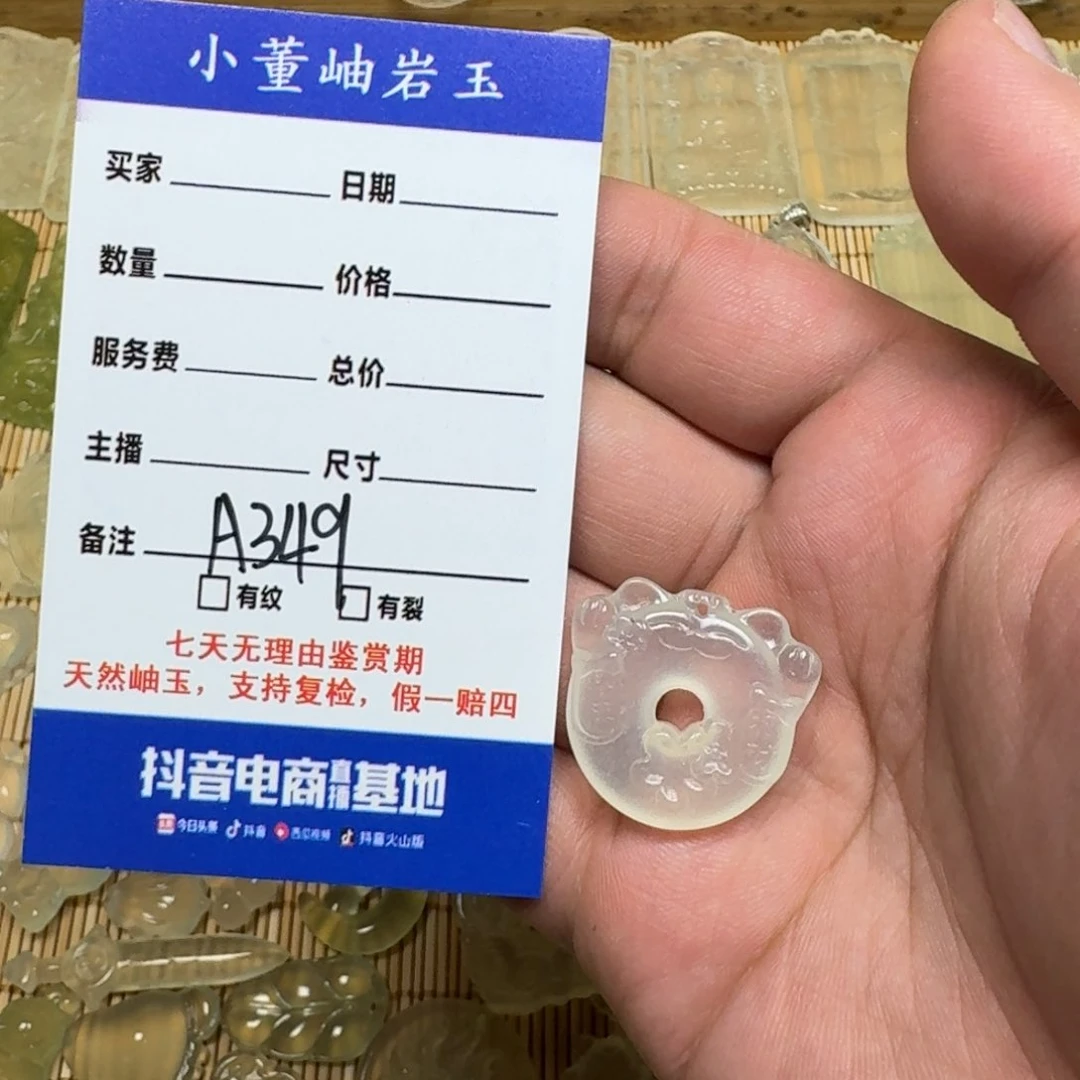 小董岫岩玉
买家 日期
数量 价格
服务费 总价
主播 尺寸
备注 A349
有纹 有裂
七天无理由鉴赏期
天然岫玉，支持复检，假一赔四
抖音电商直播基地
今日头条 抖音 西瓜视频 抖音火山版